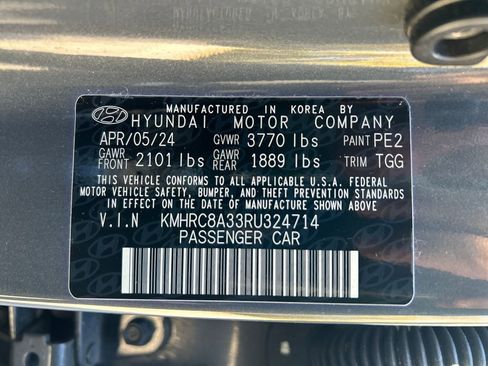 MANUFACTURED IN KOREA BY
HYUNDAI MOTOR COMPANY
APR/05/24 GVWR 3770 lbs PAINT PE2
GAWR FRONT 2101 lbs GAWR REAR 1889 lbs TRIM TGG
THIS VEHICLE CONFORMS TO ALL APPLICABLE U.S.A. FEDERAL
MOTOR VEHICLE SAFETY, BUMPER, AND THEFT PREVENTION STANDARDS
IN EFFECT ON THE DATE OF MANUFACTURE SHOWN ABOVE.
V.I.N KMHRC8A33RU324714
PASSENGER CAR